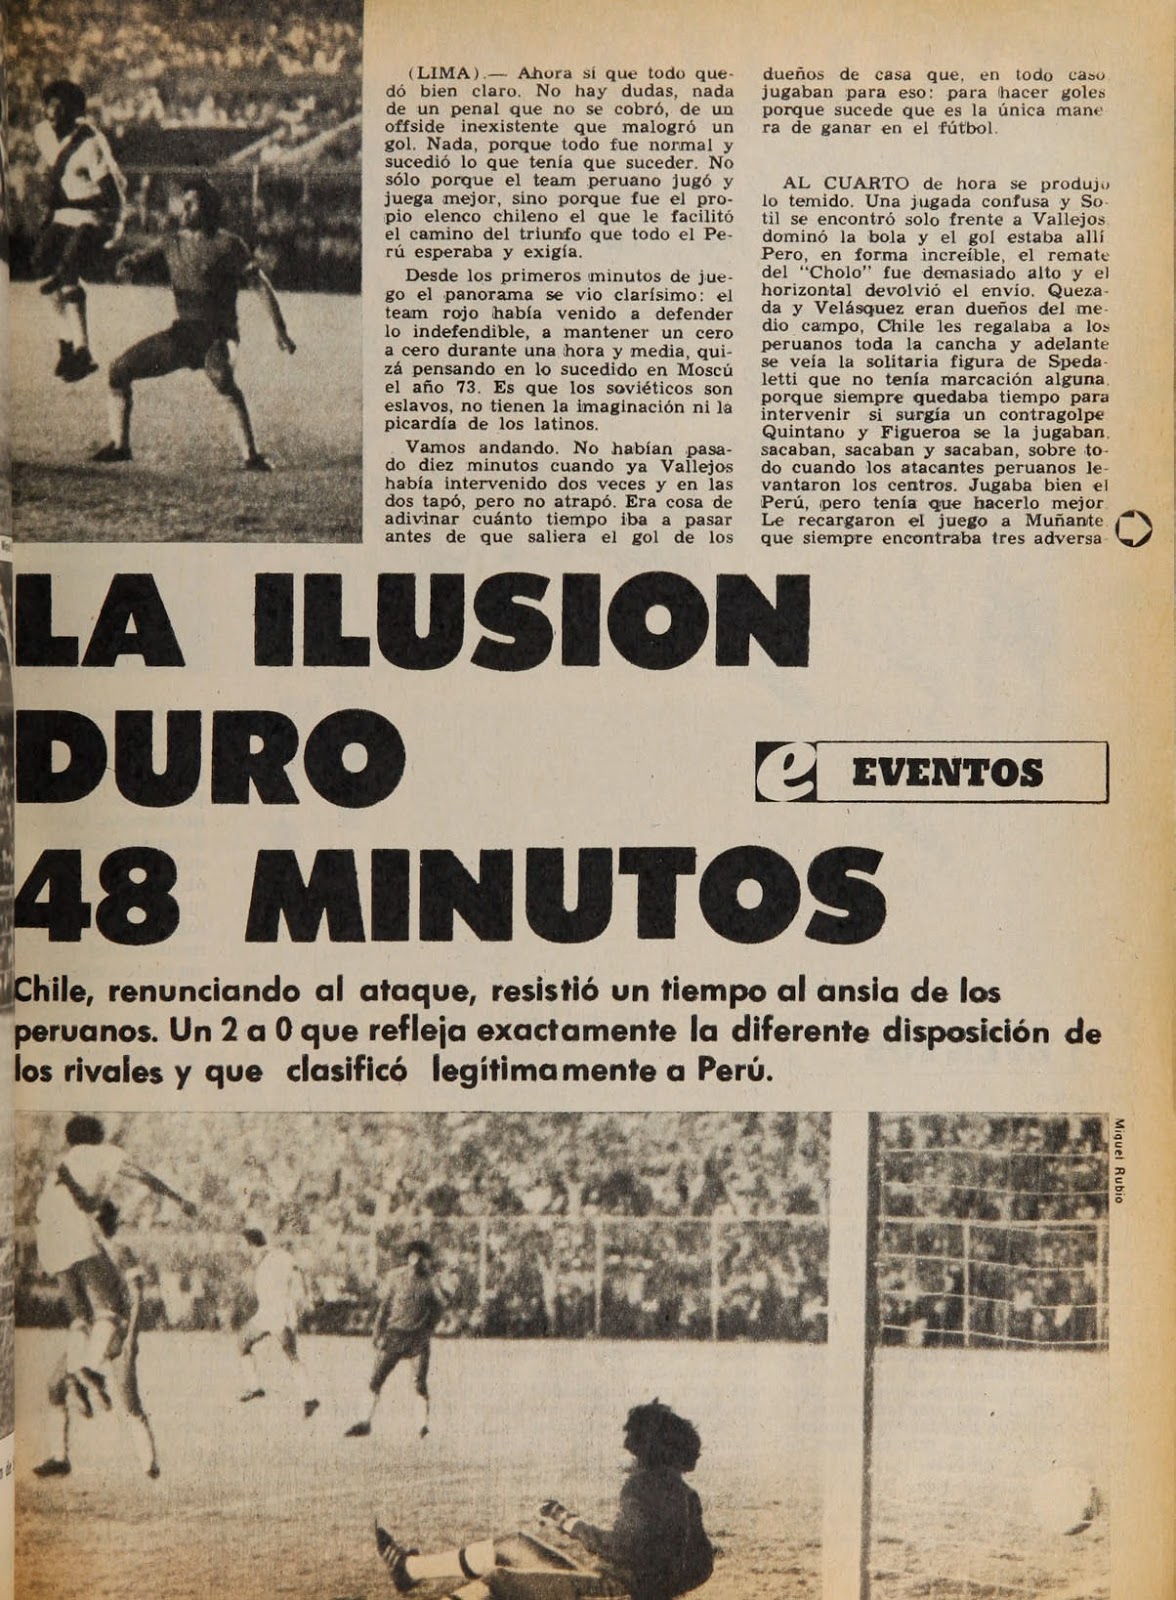 (LIMA).— Ahora sí que todo que-
dó bien claro. No hay dudas, nada
de un penal que no se cobró, de un
offside inexistente que malogró un
gol. Nada, porque todo fue normal y
sucedió lo que tenía que suceder. No
sólo porque el team peruano jugó y
juega mejor, sino porque fue el pro-
pio elenco chileno el que le facilitó
el camino del triunfo que todo el Pe-
rú esperaba y exigía.
Desde los primeros minutos de jue-
go el panorama se vio clarísimo: el
team rojo había venido a defender
lo indefendible, a mantener un cero
a cero durante una hora y media, qui-
zá pensando en lo sucedido en Moscú
el año 73. Es que los soviéticos son
eslavos, no tienen la imaginación ni la
picardía de los latinos.
Vamos andando. No habían pasa-
do diez minutos cuando ya Vallejos
había intervenido dos veces y en las
dos tapó, pero no atrapó. Era cosa de
adivinar cuánto tiempo iba a pasar
antes de que saliera el gol de los
dueños de casa que, en todo caso
jugaban para eso: para hacer goles
porque sucede que es la única mane
ra de ganar en el fútbol.
AL CUARTO de hora se produjo
lo temido. Una jugada confusa y So-
til se encontró solo frente a Vallejos,
dominó la bola y el gol estaba allí
Pero, en forma increíble, el remate
del "Cholo" fue demasiado alto y el
horizontal devolvió el envío. Queza-
da y Velásquez eran dueños del me-
dio campo, Chile les regalaba a los
peruanos toda la cancha y adelante
se veía la solitaria figura de Speda-
letti que no tenía marcación alguna,
porque siempre quedaba tiempo para
intervenir si surgía un contragolpe
Quintano y Figueroa se la jugaban,
sacaban, sacaban y sacaban, sobre to-
do cuando los atacantes peruanos le-
vantaron los centros. Jugaba bien el
Perú, pero tenía que hacerlo mejor
Le recargaron el juego a Muñante
que siempre encontraba tres adversa-
LA ILUSION
DURO
48 MINUTOS
e EVENTOS
Chile, renunciando al ataque, resistió un tiempo al ansia de los
peruanos. Un 2 a 0 que refleja exactamente la diferente disposición de
los rivales y que clasificó legítimamente a Perú.
Miguel Rubio